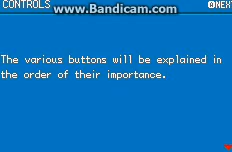 CONTROLS
www.Bandicam.com
NEXT
The various buttons will be explained in
the order of their importance.